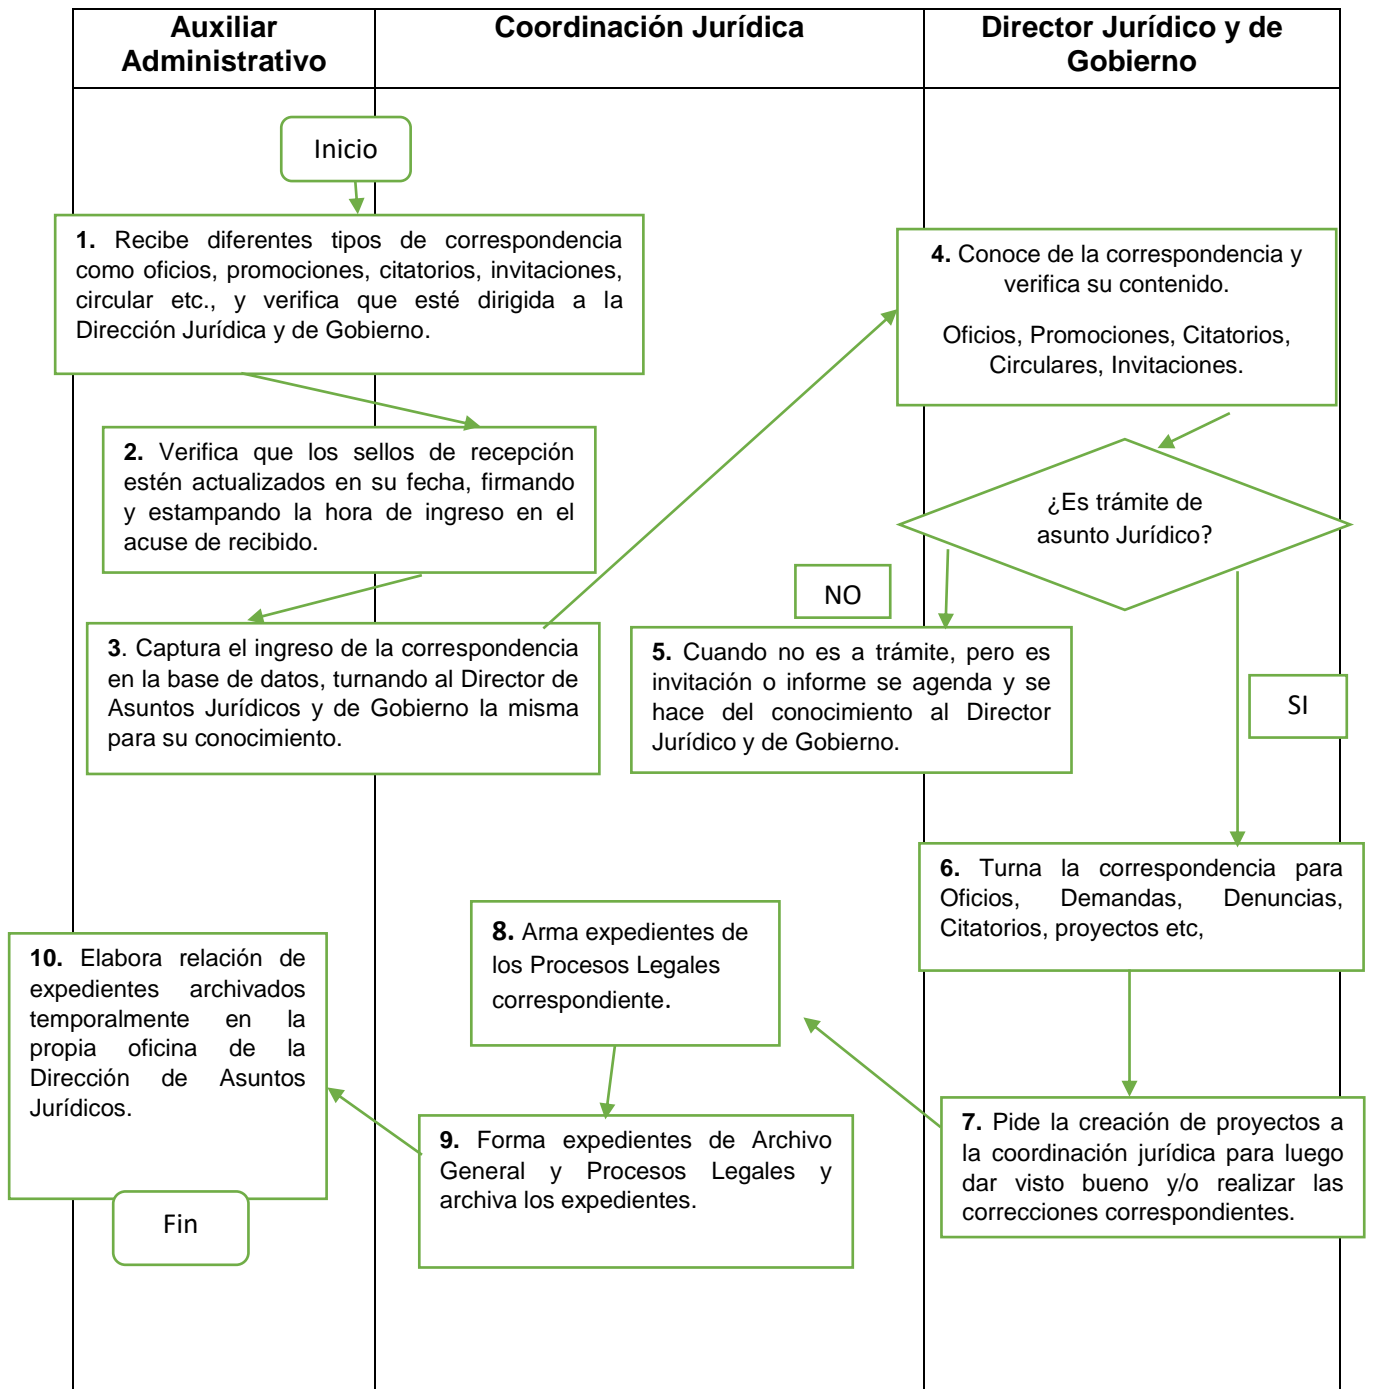 Auxiliar
Administrativo
Coordinación Jurídica
Director Jurídico y de
Gobierno
Inicio
1. Recibe diferentes tipos de correspondencia
como oficios, promociones, citatorios, invitaciones,
circular etc., y verifica que esté dirigida a la
Dirección Jurídica y de Gobierno.
2. Verifica que los sellos de recepción
estén actualizados en su fecha, firmando
y estampando la hora de ingreso en el
acuse de recibido.
3. Captura el ingreso de la correspondencia
en la base de datos, turnando al Director de
Asuntos Jurídicos y de Gobierno la misma
para su conocimiento.
4. Conoce de la correspondencia y
verifica su contenido.
Oficios, Promociones, Citatorios,
Circulares, Invitaciones.
¿Es trámite de
asunto Jurídico?
NO
5. Cuando no es a trámite, pero es
invitación o informe se agenda y se
hace del conocimiento al Director
Jurídico y de Gobierno.
SI
6. Turna la correspondencia para
Oficios, Demandas, Denuncias,
Citatorios, proyectos etc,
7. Pide la creación de proyectos a
la coordinación jurídica para luego
dar visto bueno y/o realizar las
correcciones correspondientes.
8. Arma expedientes de
los Procesos Legales
correspondiente.
9. Forma expedientes de Archivo
General y Procesos Legales y
archiva los expedientes.
10. Elabora relación de
expedientes archivados
temporalmente en la
propia oficina de la
Dirección de Asuntos
Jurídicos.
Fin